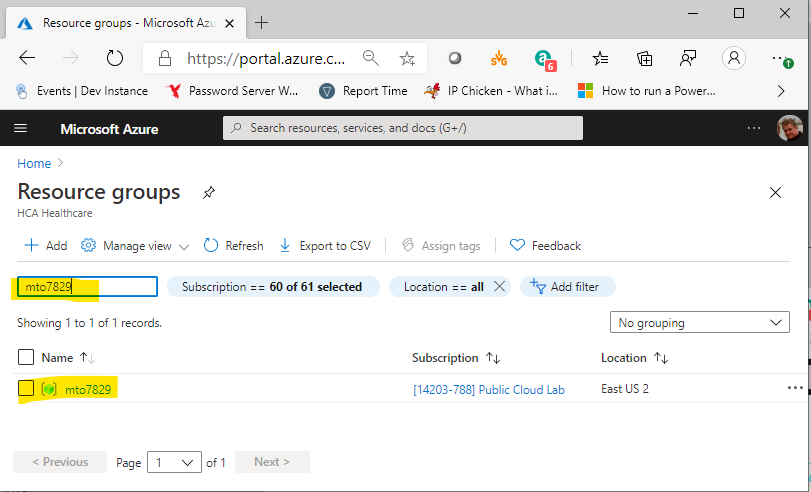 Resource groups - Microsoft Azu
https://portal.azure.c...
SVG
a 6
Events | Dev Instance
Password Server W...
Report Time
IP Chicken - What i...
How to run a Power...
Microsoft Azure
Search resources, services, and docs (G+/)
Home
Resource groups
HCA Healthcare
Add
Manage view
Refresh
Export to CSV
Assign tags
Feedback
mto7829
Subscription == 60 of 61 selected
Location == all
Add filter
Showing 1 to 1 of 1 records.
No grouping
Name
Subscription
Location
mto7829
[14203-788] Public Cloud Lab
East US 2
< Previous
Page
1
of 1
Next >